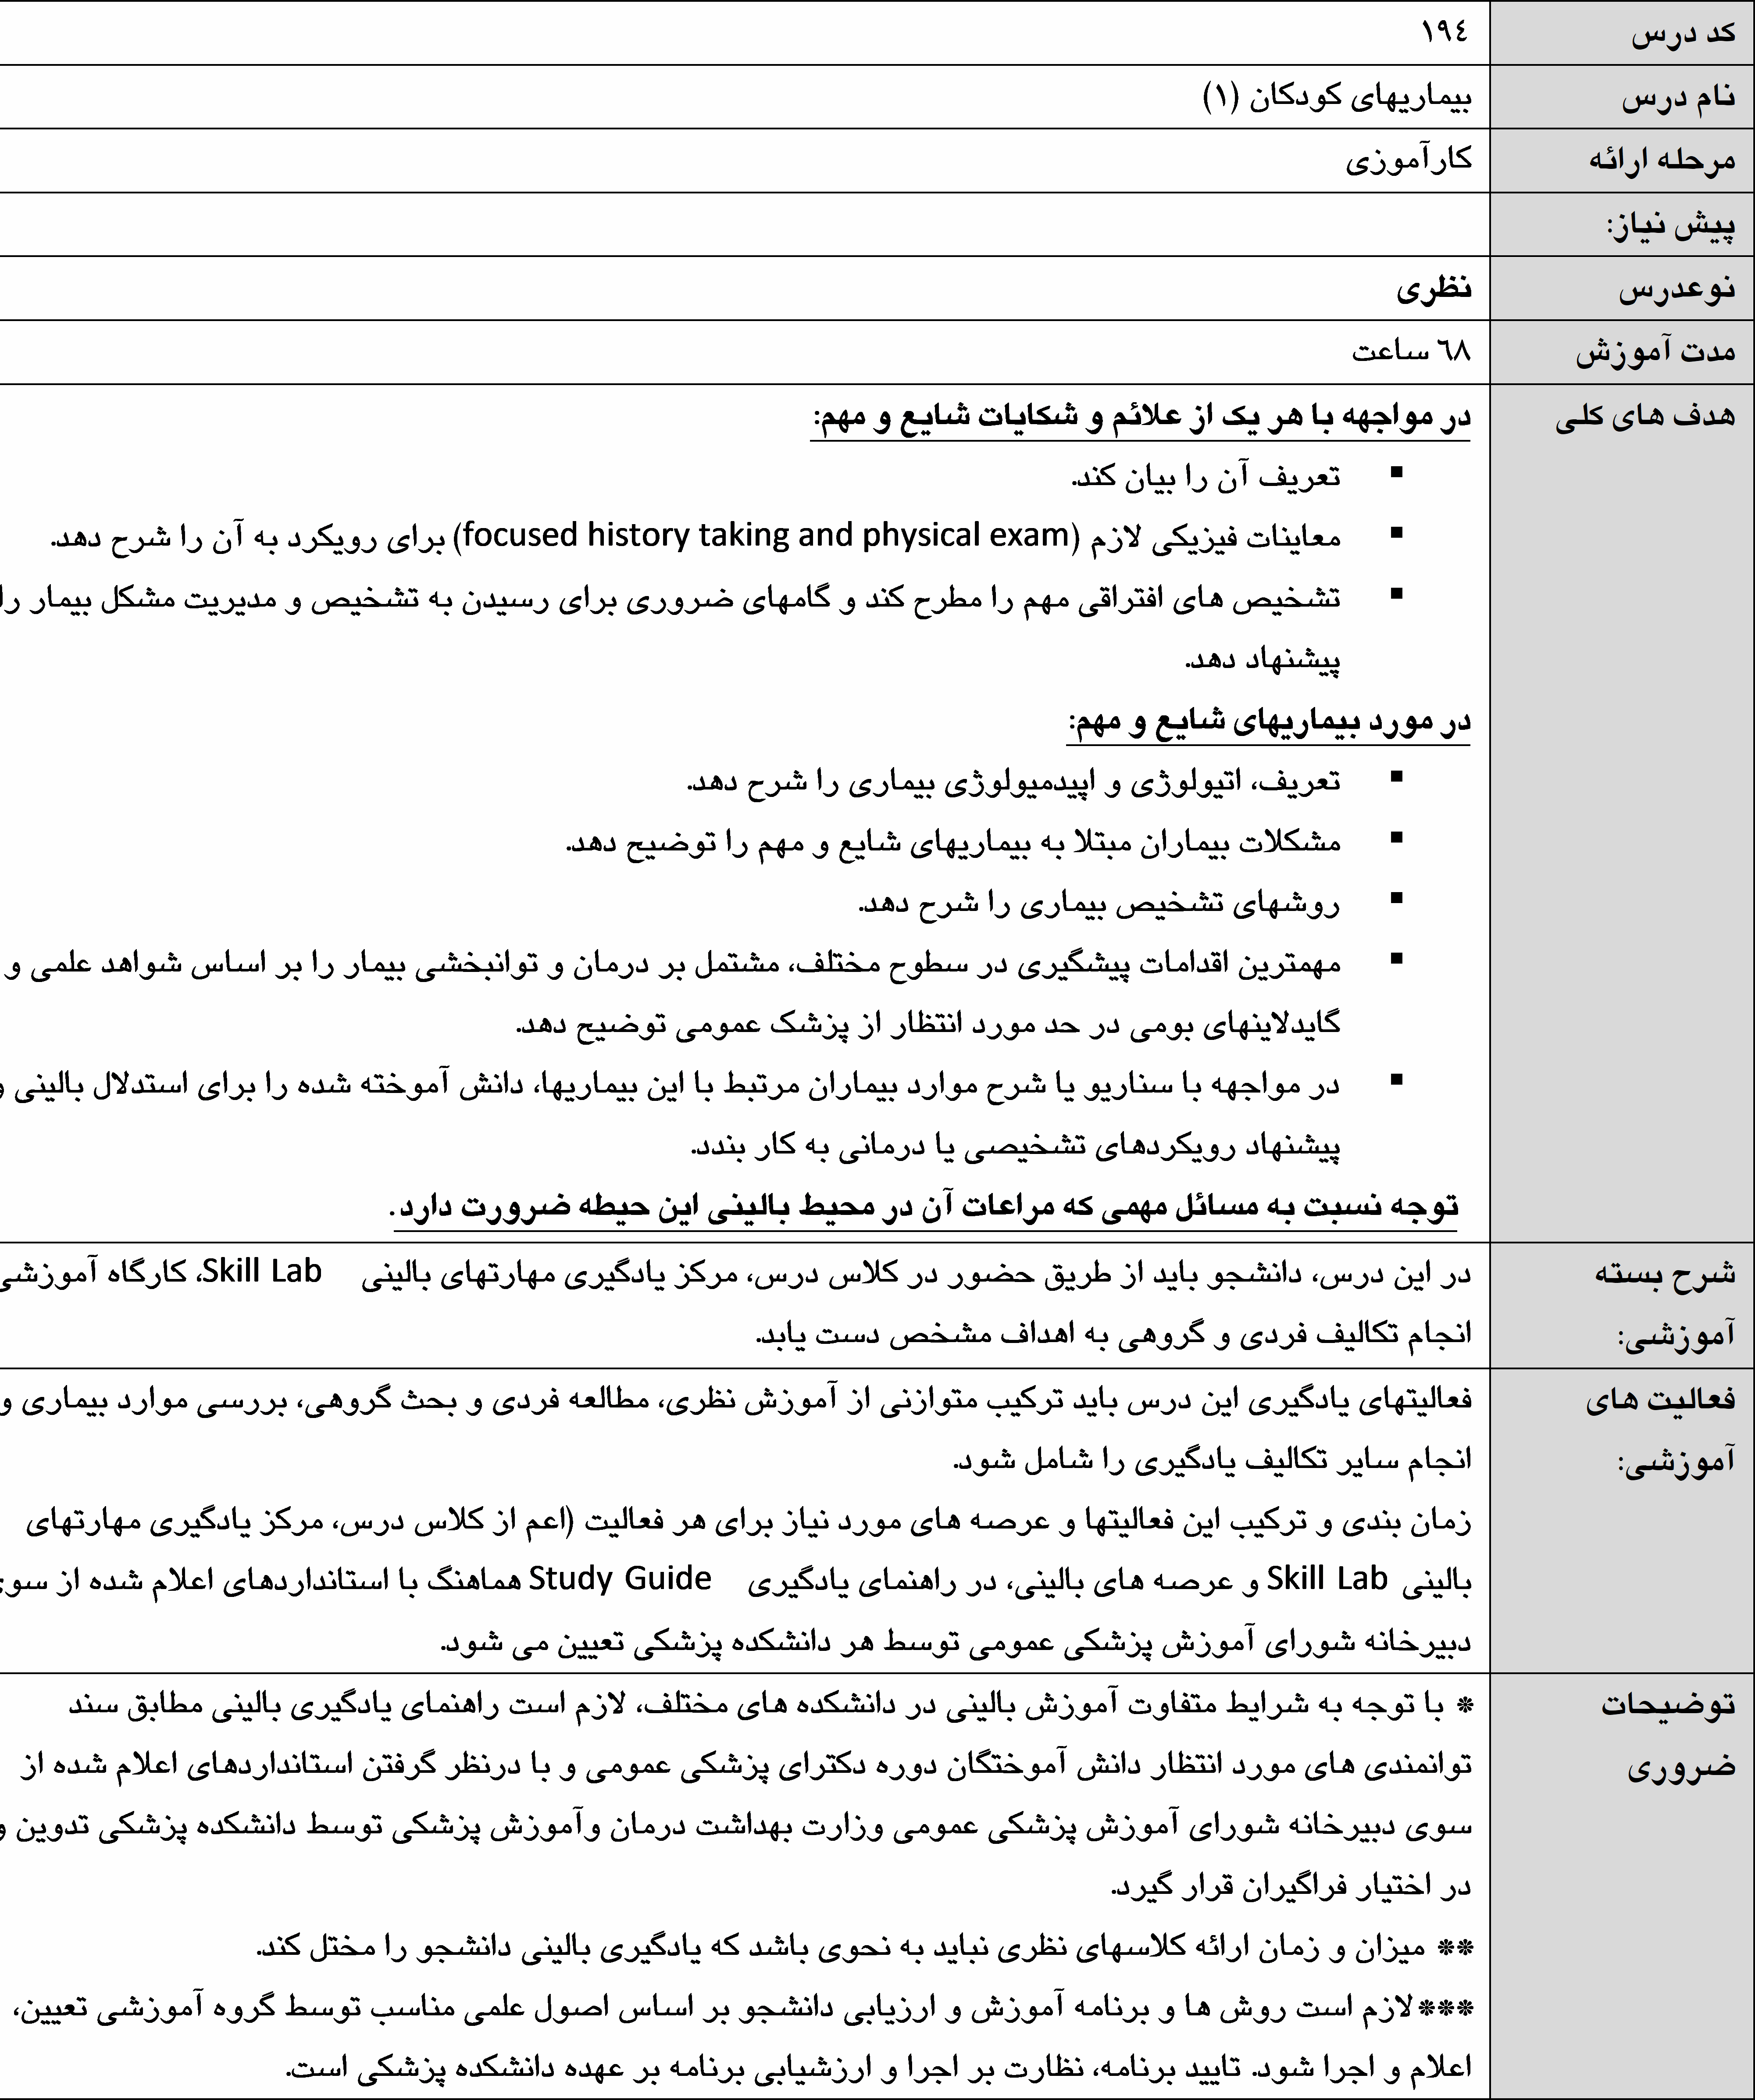 کد درس ١٩٤
نام درس بیماریهای کودکان (١)
مرحله ارائه کارآموزی
پیش نیاز:
نوعدرس نظری
مدت آموزش ٦٨ ساعت
هدف های کلی در مواجهه با هر یک از علائم و شکایات شایع و مهم:
▪ تعریف آن را بیان کند.
▪ معاینات فیزیکی لازم (focused history taking and physical exam) برای رویکرد به آن را شرح دهد.
▪ تشخیص های افتراقی مهم را مطرح کند و گامهای ضروری برای رسیدن به تشخیص و مدیریت مشکل بیمار را
پیشنهاد دهد.
در مورد بیماریهای شایع و مهم:
▪ تعریف، اتیولوژی و اپیدمیولوژی بیماری را شرح دهد.
▪ مشکلات بیماران مبتلا به بیماریهای شایع و مهم را توضیح دهد.
▪ روشهای تشخیص بیماری را شرح دهد.
▪ مهمترین اقدامات پیشگیری در سطوح مختلف، مشتمل بر درمان و توانبخشی بیمار را بر اساس شواهد علمی و
گایدلاینهای بومی در حد مورد انتظار از پزشک عمومی توضیح دهد.
▪ در مواجهه با سناریو یا شرح موارد بیماران مرتبط با این بیماریها، دانش آموخته شده را برای استدلال بالینی و
پیشنهاد رویکردهای تشخیصی یا درمانی به کار بندد.
توجه نسبت به مسائل مهمی که مراعات آن در محیط بالینی این حیطه ضرورت دارد.
شرح بسته در این درس، دانشجو باید از طریق حضور در کلاس درس، مرکز یادگیری مهارتهای بالینی Skill Lab، کارگاه آموزشی
آموزشی: انجام تکالیف فردی و گروهی به اهداف مشخص دست یابد.
فعالیت های فعالیتهای یادگیری این درس باید ترکیب متوازنی از آموزش نظری، مطالعه فردی و بحث گروهی، بررسی موارد بیماری و
آموزشی: انجام سایر تکالیف یادگیری را شامل شود.
زمان بندی و ترکیب این فعالیتها و عرصه های مورد نیاز برای هر فعالیت (اعم از کلاس درس، مرکز یادگیری مهارتهای
بالینی Skill Lab و عرصه های بالینی، در راهنمای یادگیری Study Guide هماهنگ با استانداردهای اعلام شده از سوی
دبیرخانه شورای آموزش پزشکی عمومی توسط هر دانشکده پزشکی تعیین می شود.
توضیحات * با توجه به شرایط متفاوت آموزش بالینی در دانشکده های مختلف، لازم است راهنمای یادگیری بالینی مطابق سند
ضروری توانمندی های مورد انتظار دانش آموختگان دوره دکترای پزشکی عمومی و با درنظر گرفتن استانداردهای اعلام شده از
سوی دبیرخانه شورای آموزش پزشکی عمومی وزارت بهداشت درمان وآموزش پزشکی توسط دانشکده پزشکی تدوین و
در اختیار فراگیران قرار گیرد.
** میزان و زمان ارائه کلاسهای نظری نباید به نحوی باشد که یادگیری بالینی دانشجو را مختل کند.
***لازم است روش ها و برنامه آموزش و ارزیابی دانشجو بر اساس اصول علمی مناسب توسط گروه آموزشی تعیین،
اعلام و اجرا شود. تایید برنامه، نظارت بر اجرا و ارزشیابی برنامه بر عهده دانشکده پزشکی است.